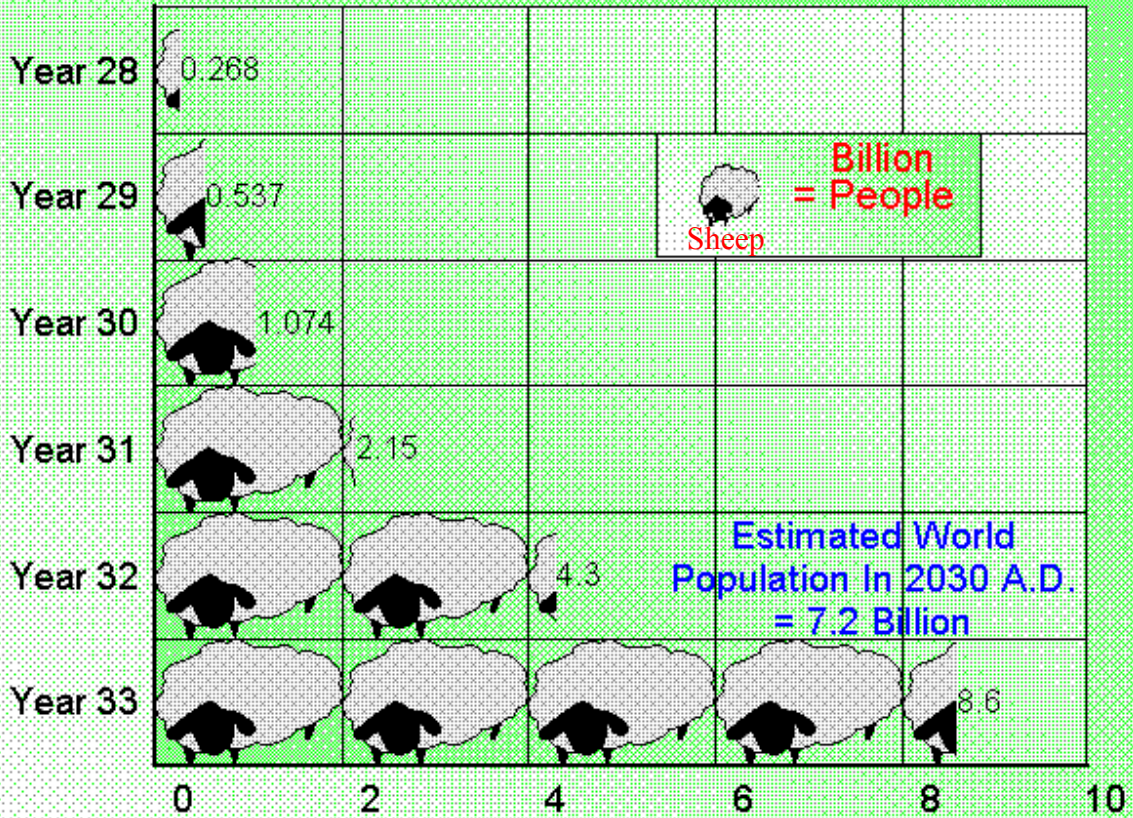 Year 28
0.268
Year 29
0.537
Billion
= People
Sheep
Year 30
1.074
Year 31
2.15
Year 32
4.3
Estimated World
Population In 2030 A.D.
= 7.2 Billion
Year 33
8.6
0 2 4 6 8 10